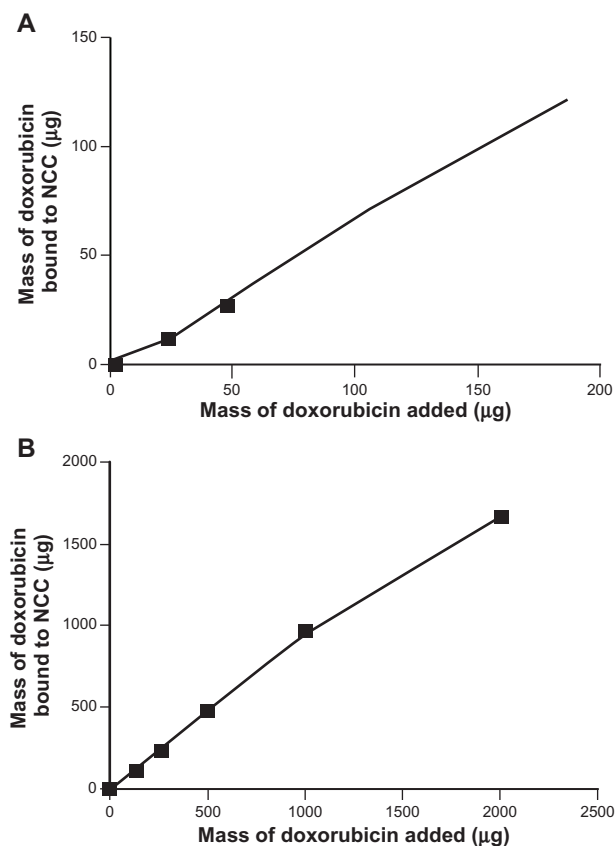 A
150
100
50
0
Mass of doxorubicin
bound to NCC (µg)
0 50 100 150 200
Mass of doxorubicin added (µg)
B
2000
1500
1000
500
0
Mass of doxorubicin
bound to NCC (µg)
0 500 1000 1500 2000 2500
Mass of doxorubicin added (µg)